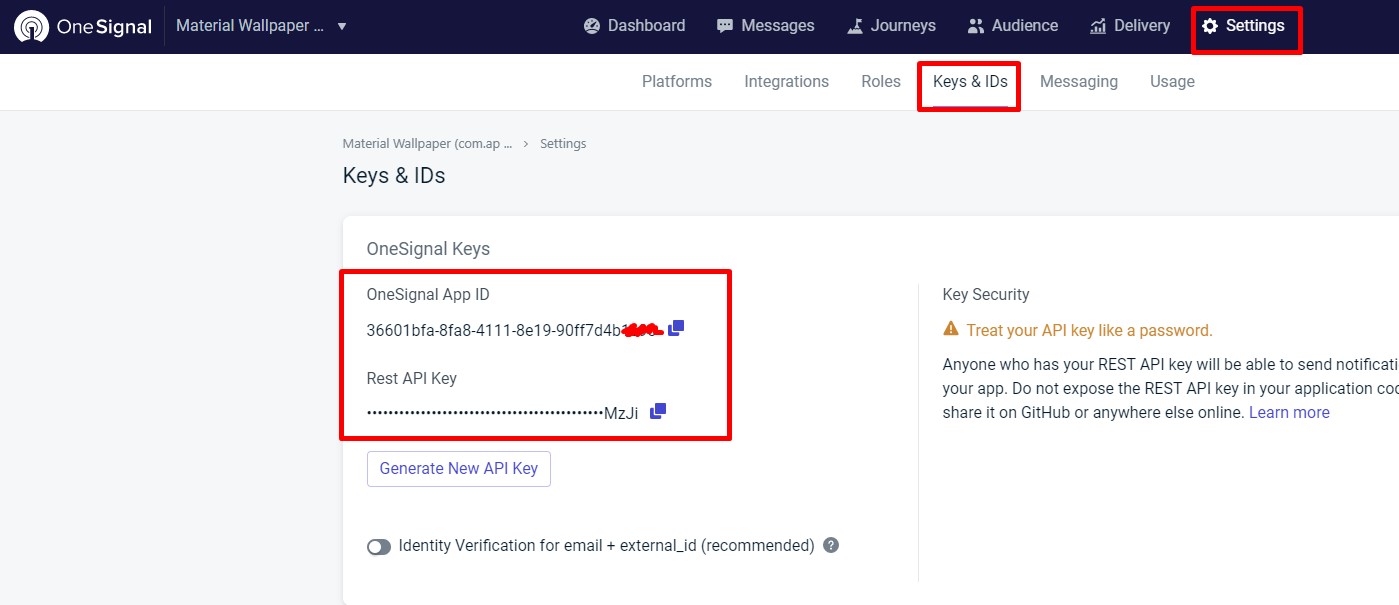 OneSignal
Material Wallpaper ...
Dashboard
Messages
Journeys
Audience
Delivery
Settings
Platforms
Integrations
Roles
Keys & IDs
Messaging
Usage
Material Wallpaper (com.ap ... › Settings
Keys & IDs
OneSignal Keys
OneSignal App ID
36601bfa-8fa8-4111-8e19-90ff7d4b
Rest API Key
••••••••••••••••••••••••••••••••••••••••••••MzJi
Generate New API Key
Identity Verification for email + external_id (recommended) ?
Key Security
Treat your API key like a password.
Anyone who has your REST API key will be able to send notificati
your app. Do not expose the REST API key in your application co
share it on GitHub or anywhere else online. Learn more